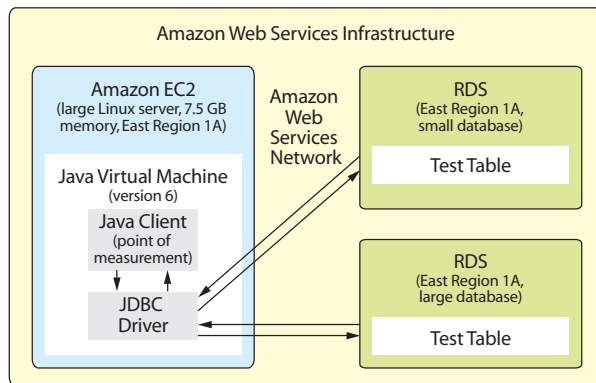 Amazon Web Services Infrastructure
Amazon EC2
(large Linux server, 7.5 GB
memory, East Region 1A)
Java Virtual Machine
(version 6)
Java Client
(point of
measurement)
JDBC
Driver
Amazon
Web
Services
Network
RDS
(East Region 1A,
small database)
Test Table
RDS
(East Region 1A,
large database)
Test Table